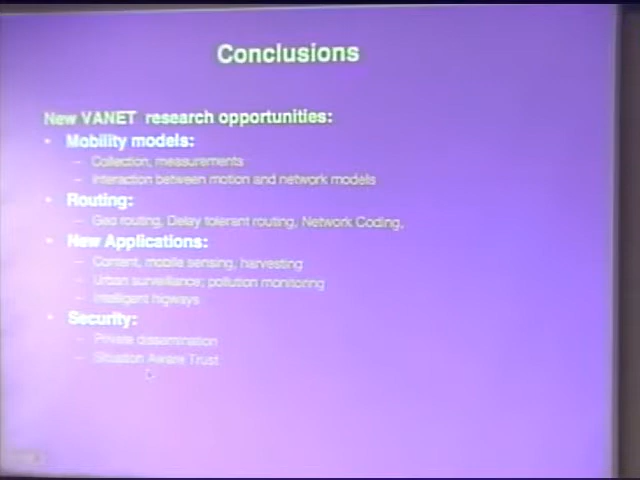 Conclusions
New VANET research opportunities:
• Mobility models:
– Collection, measurements
– Interaction between motion and network models
• Routing:
– Geo routing, Delay tolerant routing, Network Coding,
• New Applications:
– Content, mobile sensing, harvesting
– Urban surveillance; pollution monitoring
– Intelligent higways
• Security:
– Private dissamination
– Situation Aware Trust